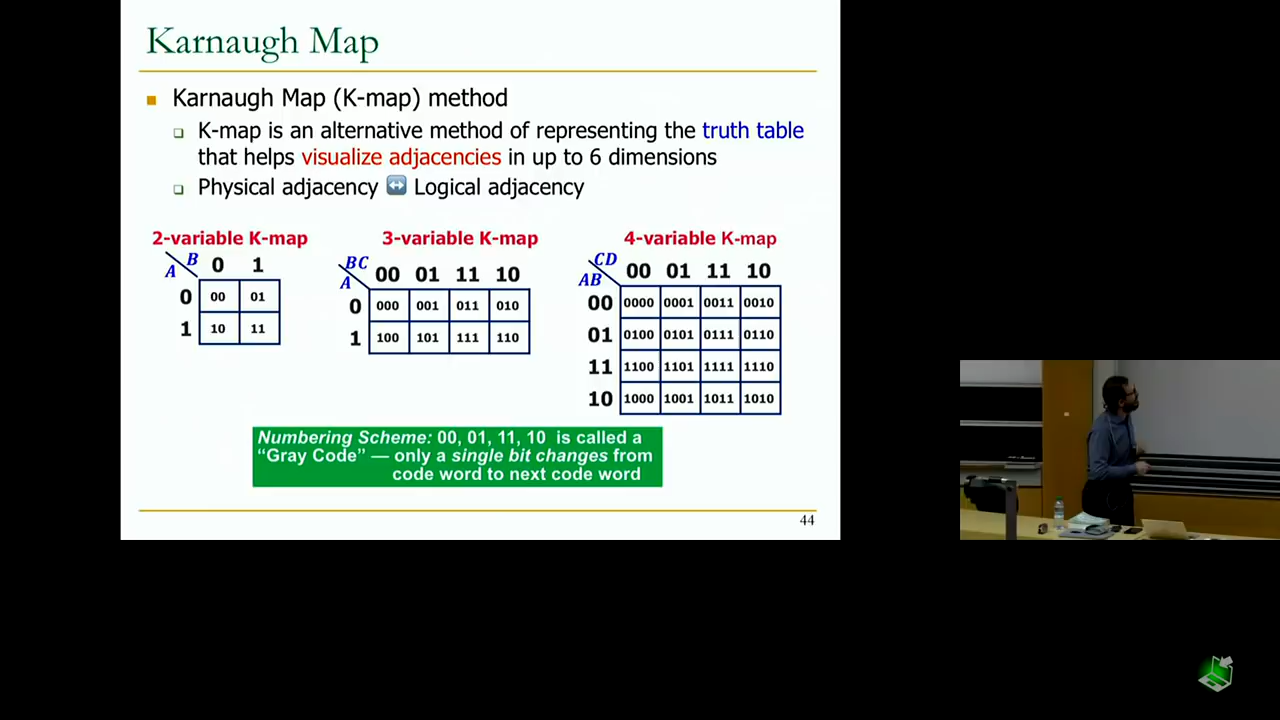 Karnaugh Map
Karnaugh Map (K-map) method
K-map is an alternative method of representing the truth table
that helps visualize adjacencies in up to 6 dimensions
Physical adjacency ↔ Logical adjacency
2-variable K-map
B 0 1
A
0 00 01
1 10 11
3-variable K-map
BC 00 01 11 10
A
0 000 001 011 010
1 100 101 111 110
4-variable K-map
CD 00 01 11 10
AB
00 0000 0001 0011 0010
01 0100 0101 0111 0110
11 1100 1101 1111 1110
10 1000 1001 1011 1010
Numbering Scheme: 00, 01, 11, 10 is called a
“Gray Code” — only a single bit changes from
code word to next code word
44